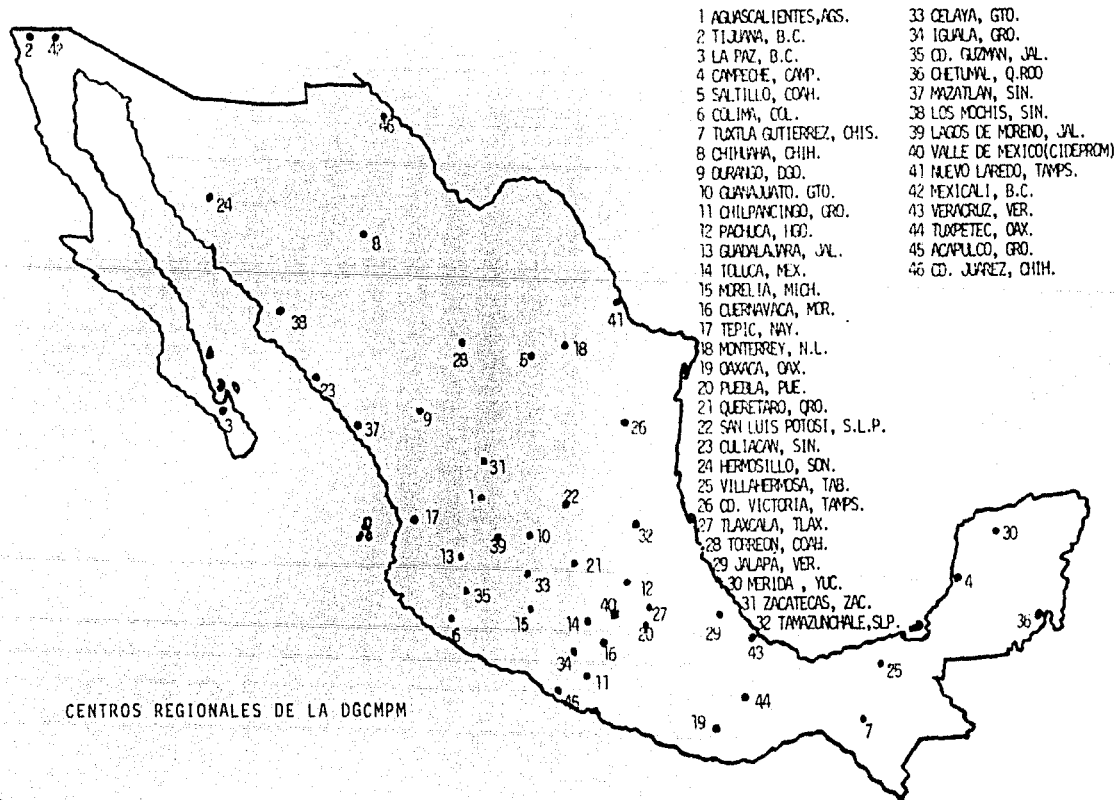 1 AGUASCALIENTES,AGS.
2 TIJUANA, B.C.
3 LA PAZ, B.C.
4 CAMPECHE, CAMP.
5 SALTILLO, COAH.
6 COLIMA, COL.
7 TUXTLA GUTIERREZ, CHIS.
8 CHIHUAHA, CHIH.
9 DURANGO, DGO.
10 GUANAJUATO. GTO.
11 CHILPANCINGO, GRO.
12 PACHUCA, HGO.
13 GUADALAJARA, JAL.
14 TOLUCA, MEX.
15 MORELIA, MICH.
16 CUERNAVACA, MOR.
17 TEPIC, NAY.
18 MONTERREY, N.L.
19 OAXACA, OAX.
20 PUEBLA, PUE.
21 QUERETARO, QRO.
22 SAN LUIS POTOSI, S.L.P.
23 CULIACAN, SIN.
24 HERMOSILLO, SON.
25 VILLAHERMOSA, TAB.
26 CD. VICTORIA, TAMPS.
27 TLAXCALA, TLAX.
28 TORREON, COAH.
29 JALAPA, VER.
30 MERIDA , YUC.
31 ZACATECAS, ZAC.
32 TAMAZUNCHALE,SLP.
33 CELAYA, GTO.
34 IGUALA, GRO.
35 CD. GUZMAN, JAL.
36 CHETUMAL, Q.ROO
37 MAZATLAN, SIN.
38 LOS MOCHIS, SIN.
39 LAGOS DE MORENO, JAL.
40 VALLE DE MEXICO(CIDEPROM)
41 NUEVO LAREDO, TAMPS.
42 MEXICALI, B.C.
43 VERACRUZ, VER.
44 TUXPETEC, OAX.
45 ACAPULCO, GRO.
46 CD. JUAREZ, CHIH.
2 42
46
24
8
38
41
28 5 18
23
3
9
37
26
31
1
22
17
32
30
39 10
13
21
33
4
35
12
40 27
15
14
6
20
29
36
43
16
34
25
11
45
44
19
7
CENTROS REGIONALES DE LA DGCMPM